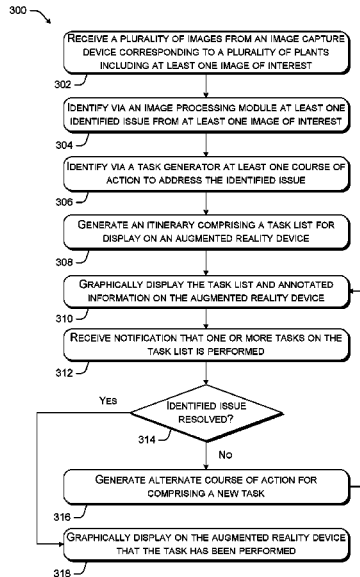 300
RECEIVE A PLURALITY OF IMAGES FROM AN IMAGE CAPTURE
DEVICE CORRESPONDING TO A PLURALITY OF PLANTS
INCLUDING AT LEAST ONE IMAGE OF INTEREST
302
IDENTIFY VIA AN IMAGE PROCESSING MODULE AT LEAST ONE
IDENTIFIED ISSUE FROM AT LEAST ONE IMAGE OF INTEREST
304
IDENTIFY VIA A TASK GENERATOR AT LEAST ONE COURSE OF
ACTION TO ADDRESS THE IDENTIFIED ISSUE
306
GENERATE AN ITINERARY COMPRISING A TASK LIST FOR
DISPLAY ON AN AUGMENTED REALITY DEVICE
308
GRAPHICALLY DISPLAY THE TASK LIST AND ANNOTATED
INFORMATION ON THE AUGMENTED REALITY DEVICE
310
RECEIVE NOTIFICATION THAT ONE OR MORE TASKS ON THE
TASK LIST IS PERFORMED
312
Yes
IDENTIFIED ISSUE
RESOLVED?
314
No
GENERATE ALTERNATE COURSE OF ACTION FOR
COMPRISING A NEW TASK
316
GRAPHICALLY DISPLAY ON THE AUGMENTED REALITY DEVICE
THAT THE TASK HAS BEEN PERFORMED
318